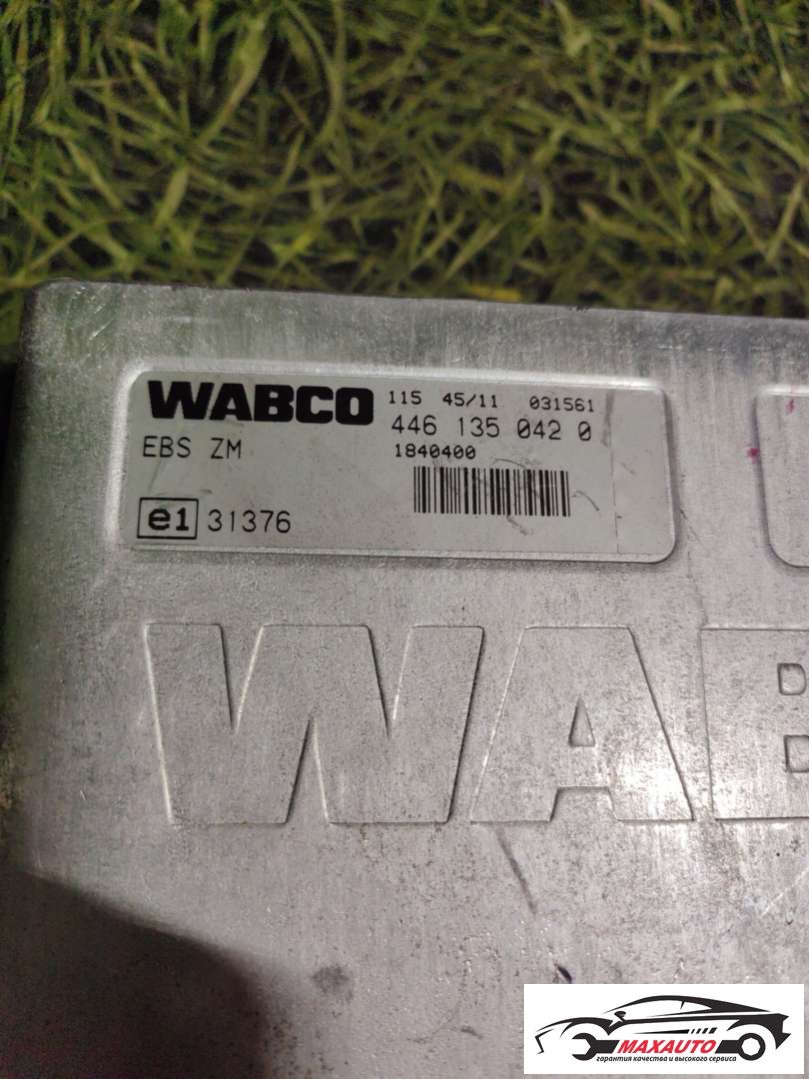 WABCO 115 45/11 031561
446 135 042 0
EBS ZM 1840400
e1 31376
WAB
MAXAUTO
гарантия качества и высокого сервиса